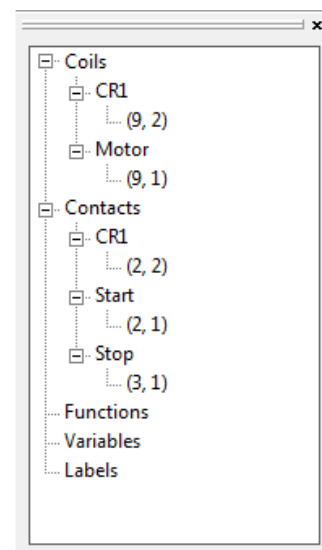 Coils
CR1
(9, 2)
Motor
(9, 1)
Contacts
CR1
(2, 2)
Start
(2, 1)
Stop
(3, 1)
Functions
Variables
Labels